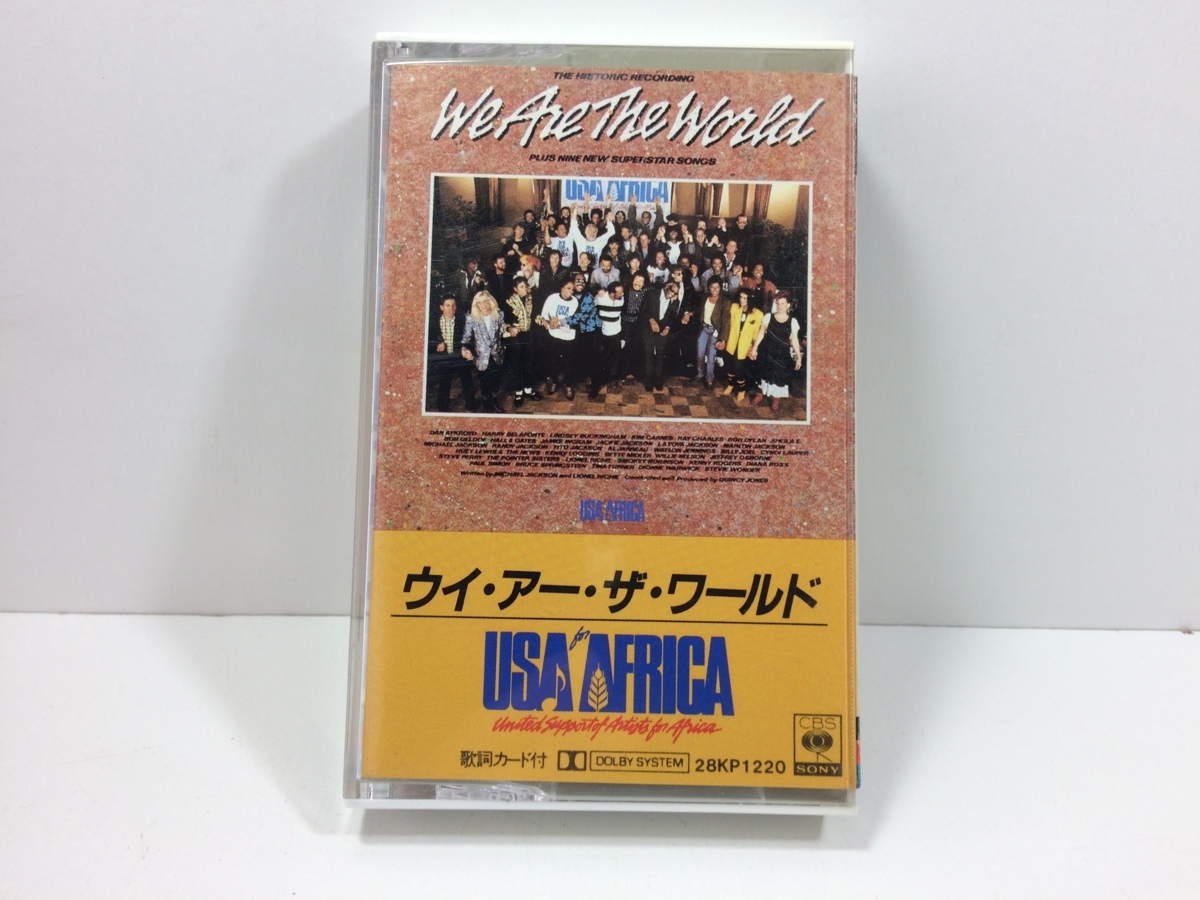 THE HISTORIC RECORDING
We Are The World
PLUS NINE NEW SUPERSTAR SONGS
USA AFRICA
DAN AYKROYD · HARRY BELAFONTE · LINDSEY BUCKINGHAM · KIM CARNES · RAY CHARLES · BOB DYLAN · SHEILA E.
BOB GELDOF · HALL & OATES · JAMES INGRAM · JACKIE JACKSON · LA TOYA JACKSON · MARLON JACKSON
MICHAEL JACKSON · RANDY JACKSON · TITO JACKSON · AL JARREAU · WAYLON JENNINGS · BILLY JOEL · CYNDI LAUPER
HUEY LEWIS & THE NEWS · KENNY LOGGINS · BETTE MIDLER · WILLIE NELSON · JEFFREY OSBORNE
STEVE PERRY · THE POINTER SISTERS · LIONEL RICHIE · SMOKEY ROBINSON · KENNY ROGERS · DIANA ROSS
PAUL SIMON · BRUCE SPRINGSTEEN · TINA TURNER · DIONNE WARWICK · STEVIE WONDER
Written by MICHAEL JACKSON and LIONEL RICHIE · Conducted and Produced by QUINCY JONES
USA AFRICA
ウイ・アー・ザ・ワールド
USA for AFRICA
United Support of Artists for Africa
歌詞カード付 DOLBY SYSTEM 28KP1220
CBS
SONY